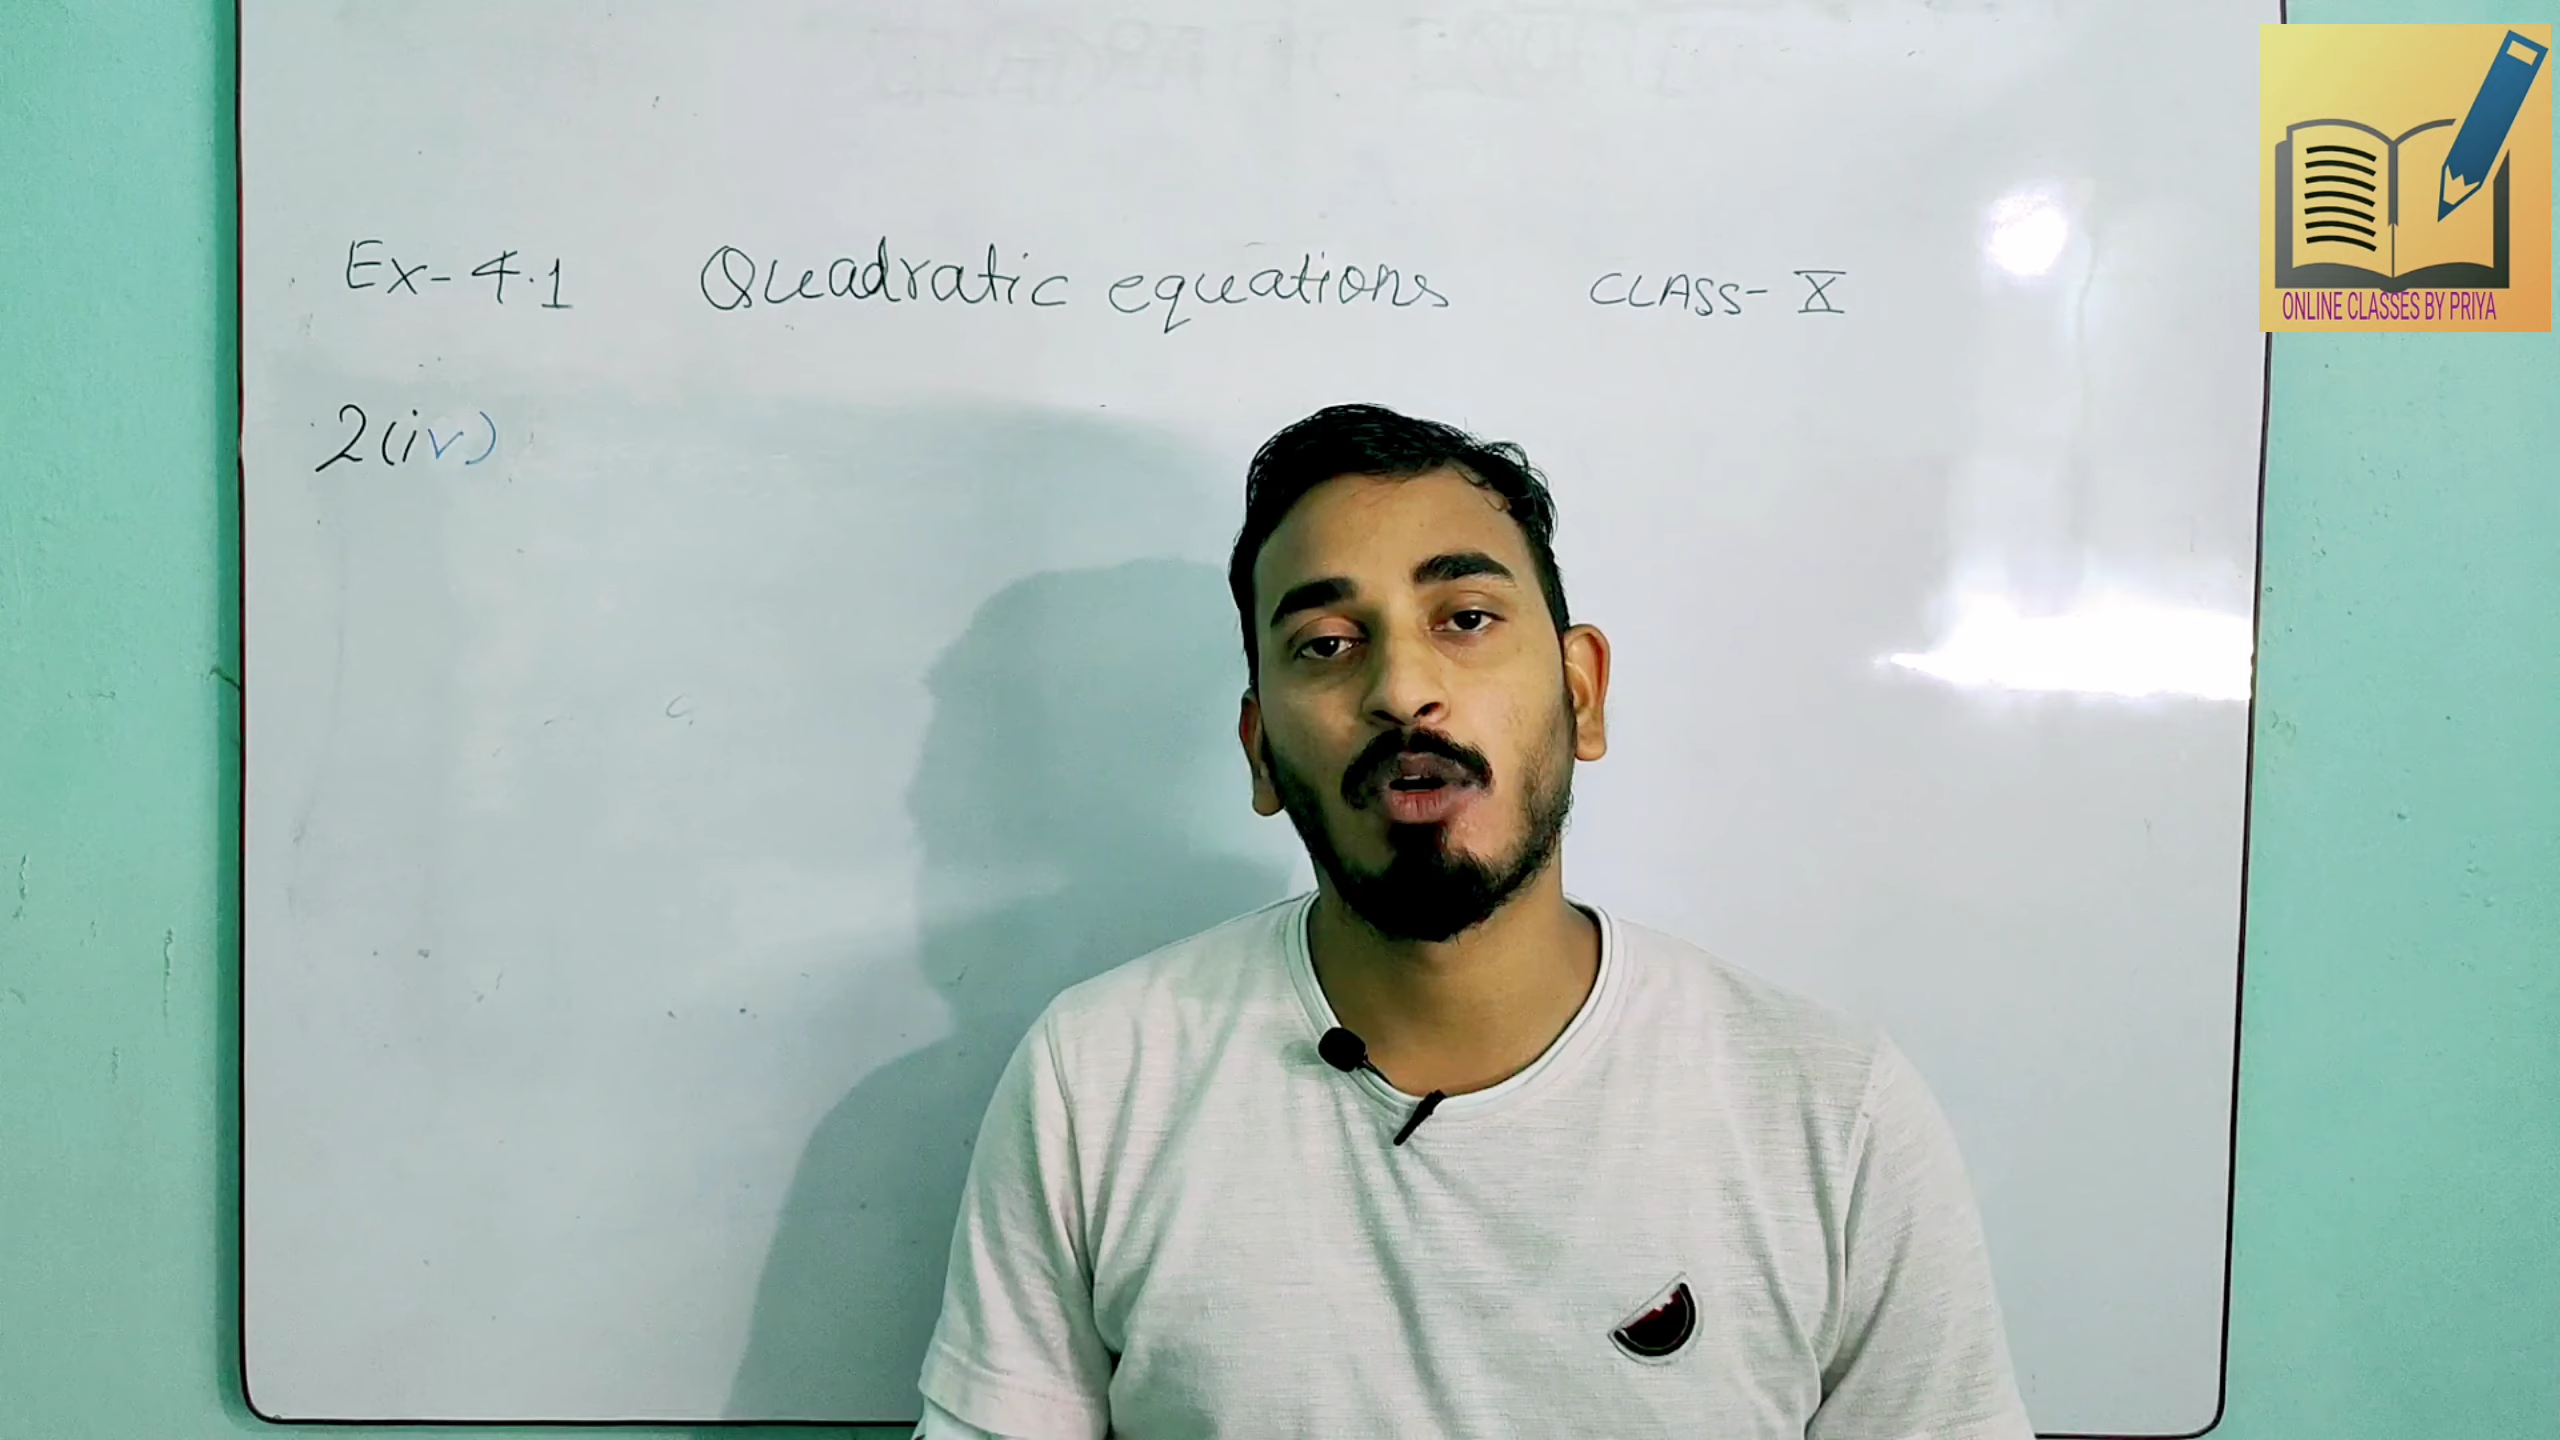 Ex-4.1 Quadratic equations CLASS-X
2(iv)
ONLINE CLASSES BY PRIYA